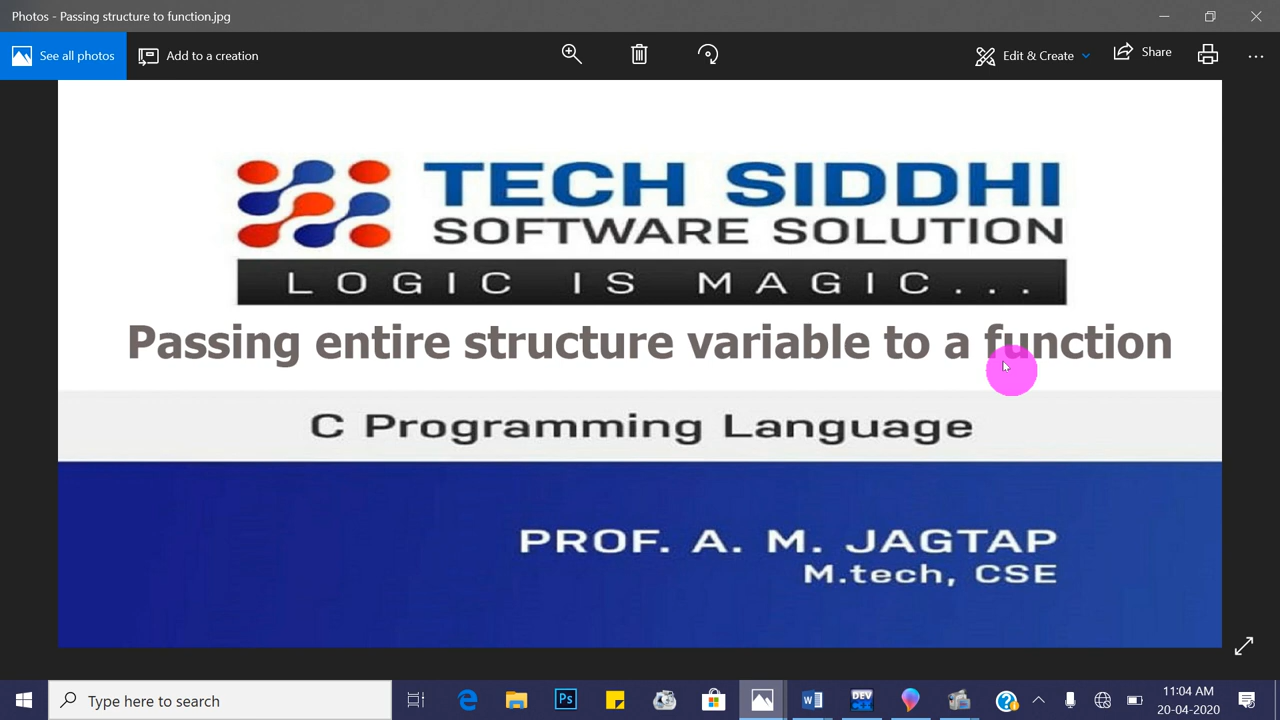 Photos - Passing structure to function.jpg
See all photos
Add to a creation
Edit & Create
Share
TECH SIDDHI
SOFTWARE SOLUTION
LOGIC IS MAGIC...
Passing entire structure variable to a function
C Programming Language
PROF. A. M. JAGTAP
M.tech, CSE
Type here to search
Ps
W
DEV
C++
11:04 AM
20-04-2020